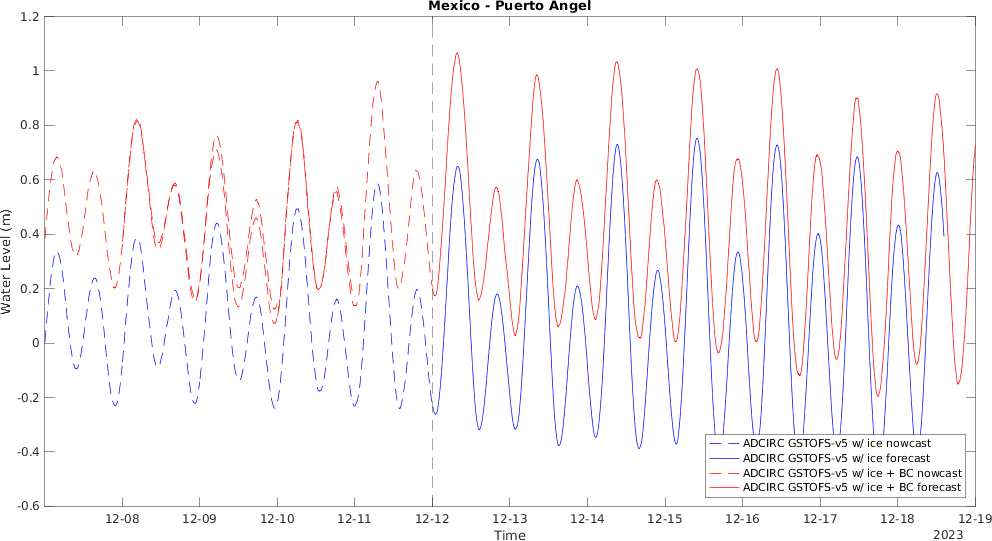 Mexico - Puerto Angel
1.2
1
0.8
0.6
0.4
0.2
0
-0.2
-0.4
-0.6
Water Level (m)
ADCIRC GSTOFS-v5 w/ ice nowcast
ADCIRC GSTOFS-v5 w/ ice forecast
ADCIRC GSTOFS-v5 w/ ice + BC nowcast
ADCIRC GSTOFS-v5 w/ ice + BC forecast
12-08 12-09 12-10 12-11 12-12 12-13 12-14 12-15 12-16 12-17 12-18 12-19
Time
2023